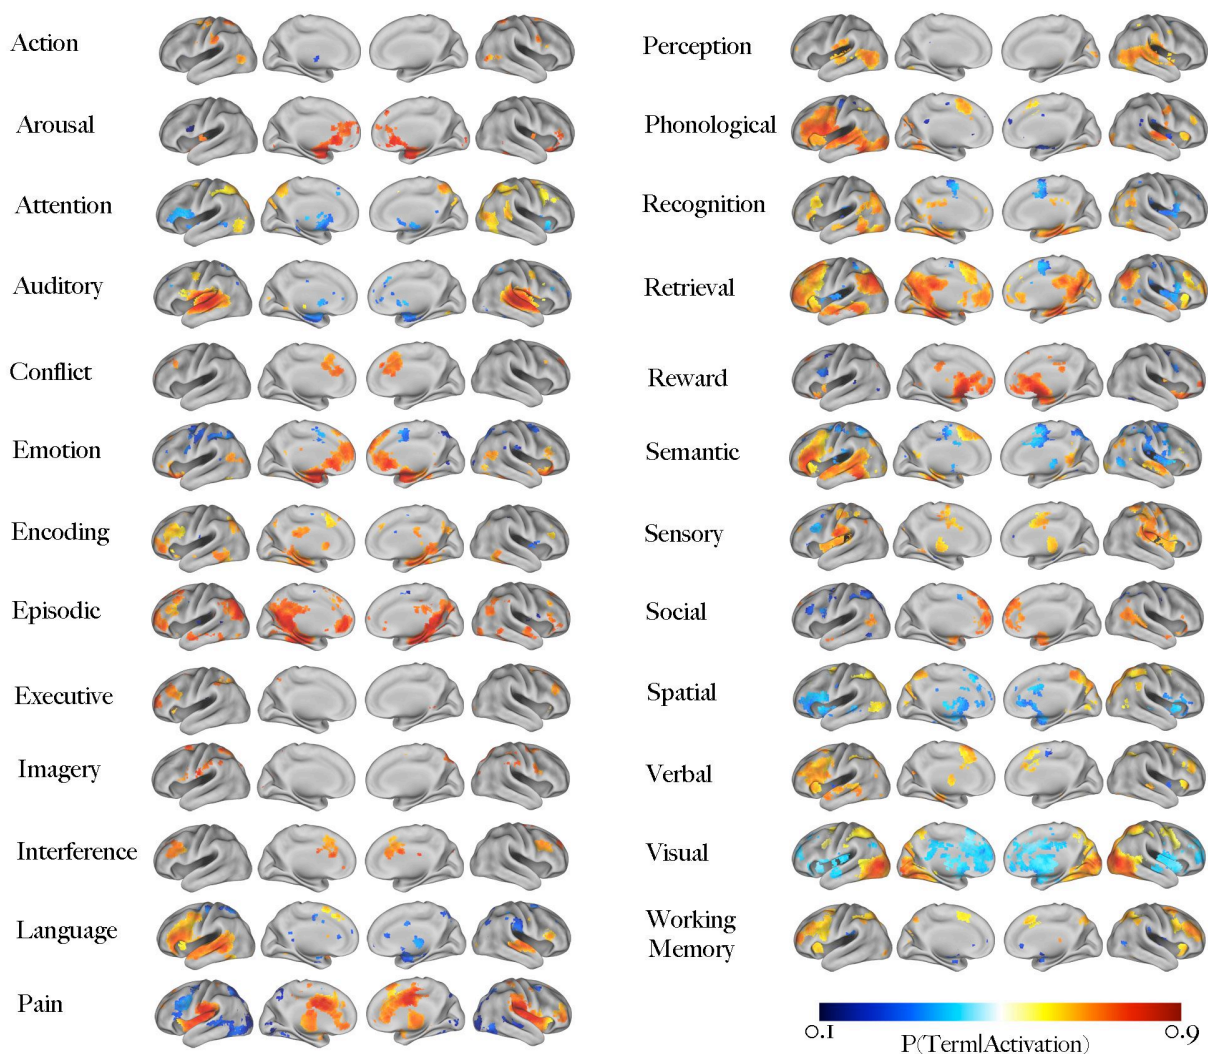 Action
Arousal
Attention
Auditory
Conflict
Emotion
Encoding
Episodic
Executive
Imagery
Interference
Language
Pain
Perception
Phonological
Recognition
Retrieval
Reward
Semantic
Sensory
Social
Spatial
Verbal
Visual
Working
Memory
0.1 0.9
P(Term|Activation)